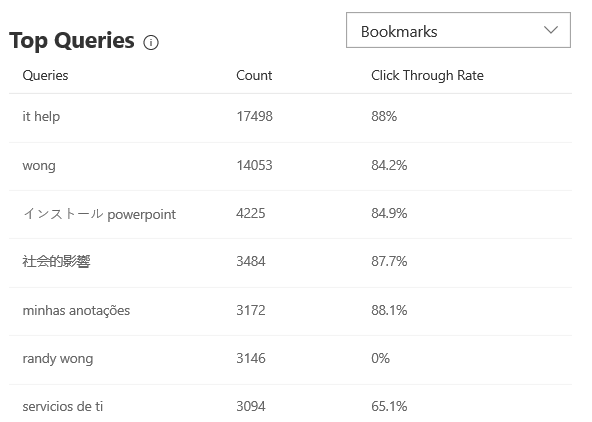 Top Queries
Bookmarks
Queries Count Click Through Rate
it help 17498 88%
wong 14053 84.2%
インストール powerpoint 4225 84.9%
社会的影響 3484 87.7%
minhas anotações 3172 88.1%
randy wong 3146 0%
servicios de ti 3094 65.1%